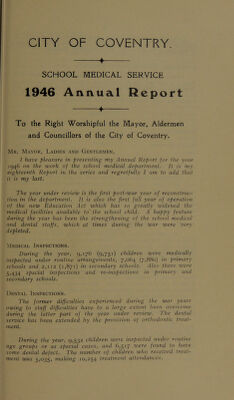 CITY OF COVENTRY.
SCHOOL MEDICAL SERVICE
1946 Annual Report
To the Right Worshipful the Mayor, Aldermen
and Councillors of the City of Coventry.
MR. MAYOR, LADIES AND GENTLEMEN,
I have pleasure in presenting my Annual Report for the year
1946 on the work of the school medical department. It is my
eighteenth Report in the series and regretfully I am to add that
it is my last.
The year under review is the first post-war year of reconstruc-
tion in the department. It is also the first full year of operation
of the new Education Act which has so greatly widened the
medical facilities available to the school child. A happy feature
during the year has been the strengthening of the school medical
and dental staffs, which at times during the war were very
depleted.
MEDICAL INSPECTIONS.
During the year, 9,176 (9,751) children were medically
inspected under routine arrangements, 7,064 (7,880) in primary
schools and 2,112 (1,871) in secondary schools. Also there were
5,434 special inspections and re-inspections in primary and
secondary schools.
DENTAL INSPECTIONS.
The former difficulties experienced during the war years
owing to staff difficulties have to a large extent been overcome
during the latter part of the year under review. The dental
service has been extended by the provision of orthodontic treat-
ment.
During the year, 9,532 children were inspected under routine
age groups or as special cases, and 6,517 were found to have
some dental defect. The number of children who received treat-
ment was 5,035, making 10,254 treatment attendances.